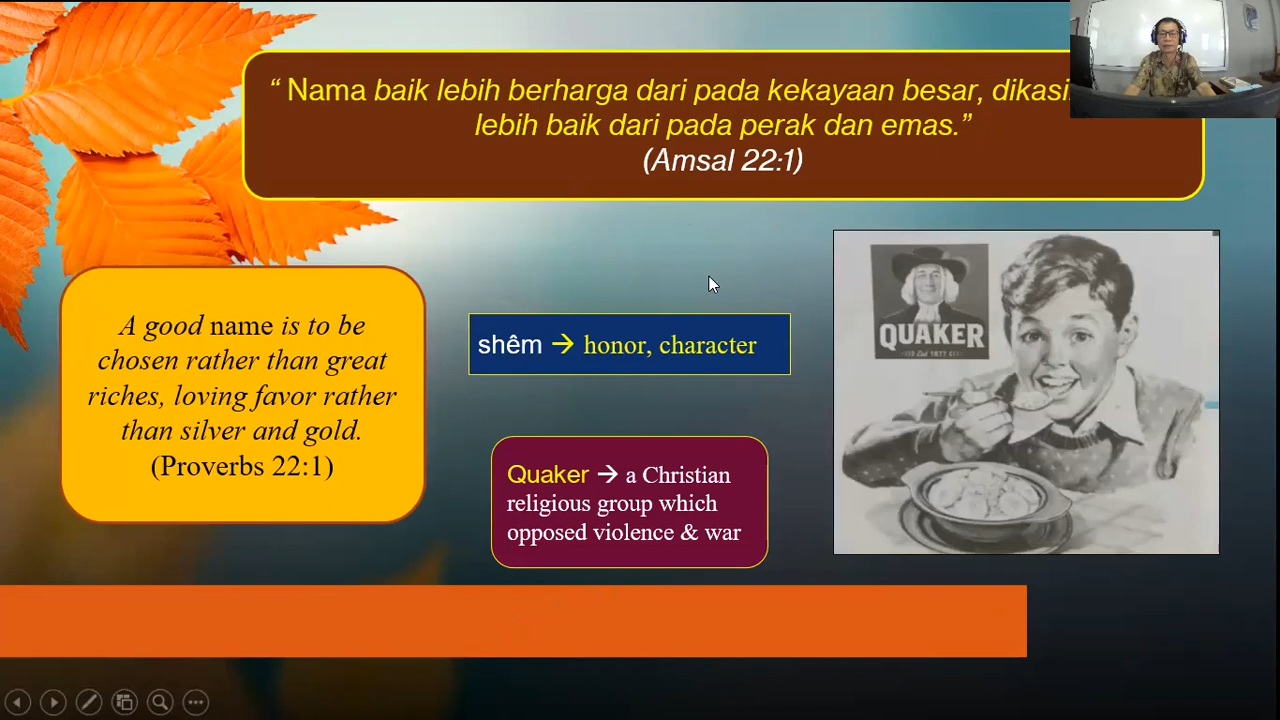 “ Nama baik lebih berharga dari pada kekayaan besar,
lebih baik dari pada perak dan emas.”
(Amsal 22:1)
A good name is to be
chosen rather than great
riches, loving favor rather
than silver and gold.
(Proverbs 22:1)
shêm → honor, character
Quaker → a Christian
religious group which
opposed violence & war
QUAKER